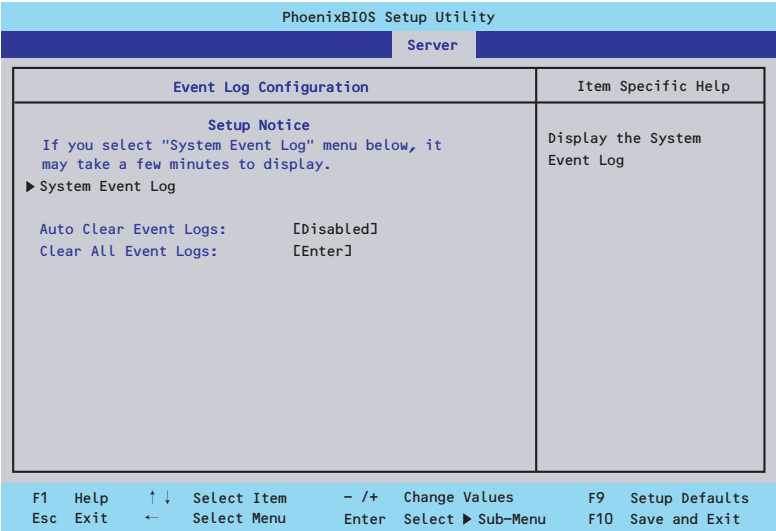 PhoenixBIOS Setup Utility
Server
Event Log Configuration
Item Specific Help
Setup Notice
If you select "System Event Log" menu below, it
may take a few minutes to display.
▶ System Event Log
Auto Clear Event Logs: [Disabled]
Clear All Event Logs: [Enter]
Display the System
Event Log
F1 Help ↑↓ Select Item − /+ Change Values F9 Setup Defaults
Esc Exit ← Select Menu Enter Select ▶ Sub-Menu F10 Save and Exit